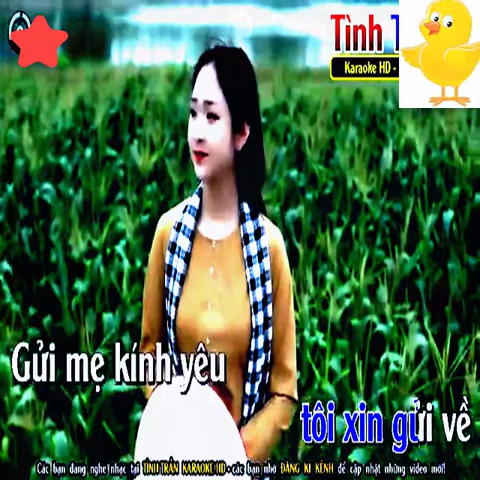 Tình
Karaoke HD -
Gửi mẹ kính yêu
tôi xin gửi về
Các bạn đang nghe nhạc tại TÌNH TRẦN KARAOKE HD - các bạn nhớ ĐĂNG KÍ KÊNH để cập nhật những video mới!